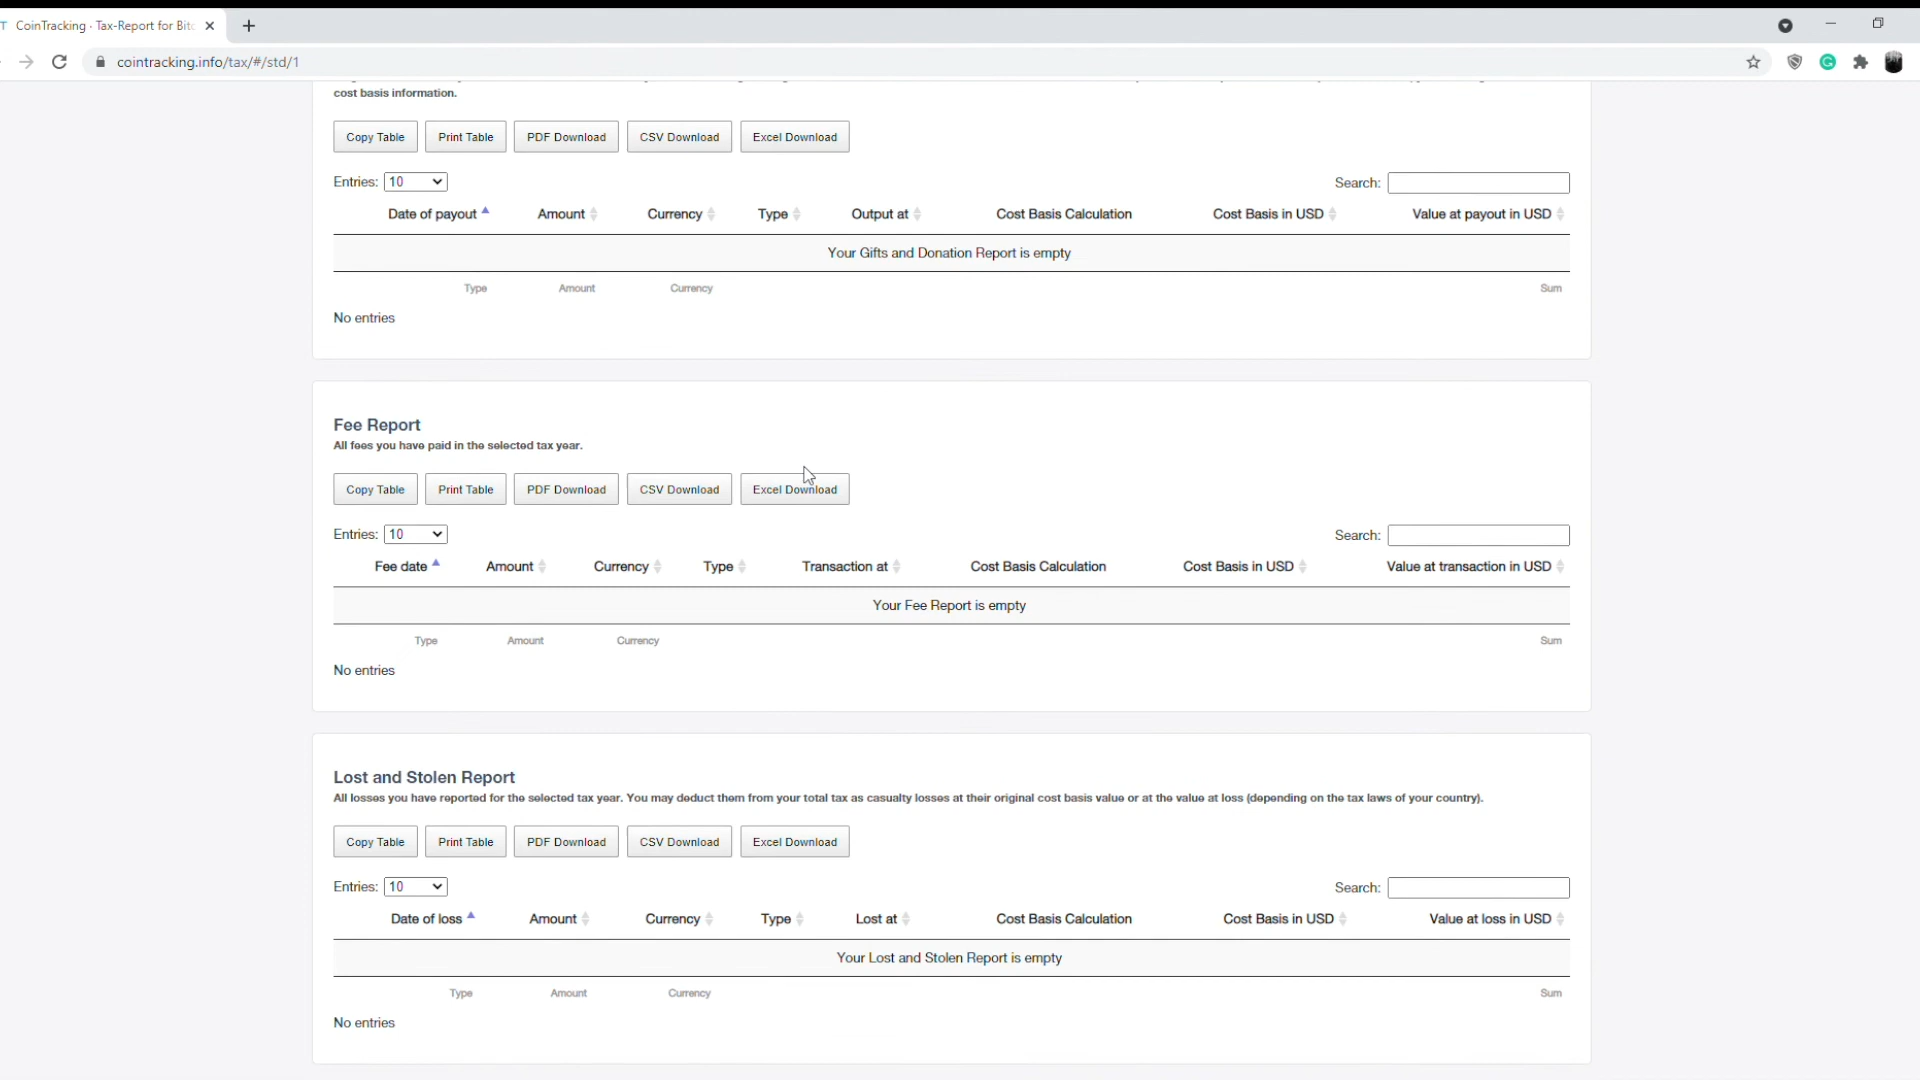 CoinTracking · Tax-Report for Bitc
cointracking.info/tax/#/std/1
cost basis information.
Copy Table Print Table PDF Download CSV Download Excel Download
Entries: 10 Search:
Date of payout Amount Currency Type Output at Cost Basis Calculation Cost Basis in USD Value at payout in USD
Your Gifts and Donation Report is empty
Type Amount Currency Sum
No entries
Fee Report
All fees you have paid in the selected tax year.
Copy Table Print Table PDF Download CSV Download Excel Download
Entries: 10 Search:
Fee date Amount Currency Type Transaction at Cost Basis Calculation Cost Basis in USD Value at transaction in USD
Your Fee Report is empty
Type Amount Currency Sum
No entries
Lost and Stolen Report
All losses you have reported for the selected tax year. You may deduct them from your total tax as casualty losses at their original cost basis value or at the value at loss (depending on the tax laws of your country).
Copy Table Print Table PDF Download CSV Download Excel Download
Entries: 10 Search:
Date of loss Amount Currency Type Lost at Cost Basis Calculation Cost Basis in USD Value at loss in USD
Your Lost and Stolen Report is empty
Type Amount Currency Sum
No entries